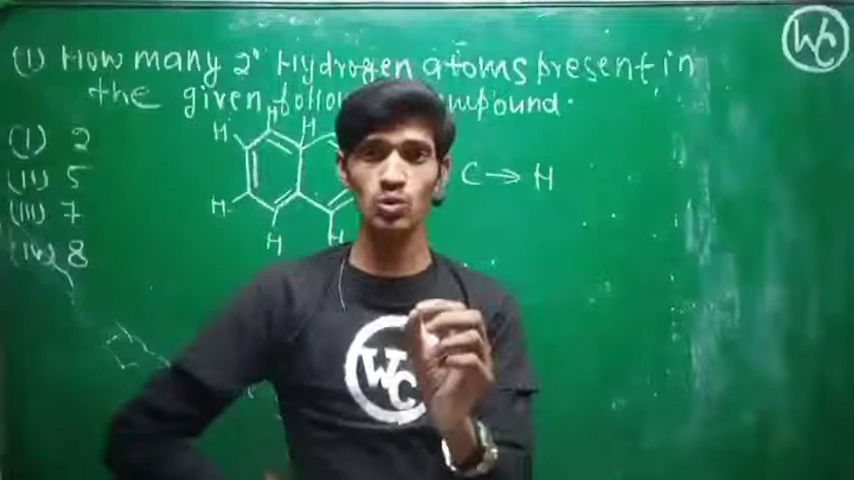 (1) How many 2° Hydrogen atoms present in
the given ompound.
(i) 2
(ii) 5
(iii) 7
(iv) 8
H H H
H
H H
C → H
WC
WC